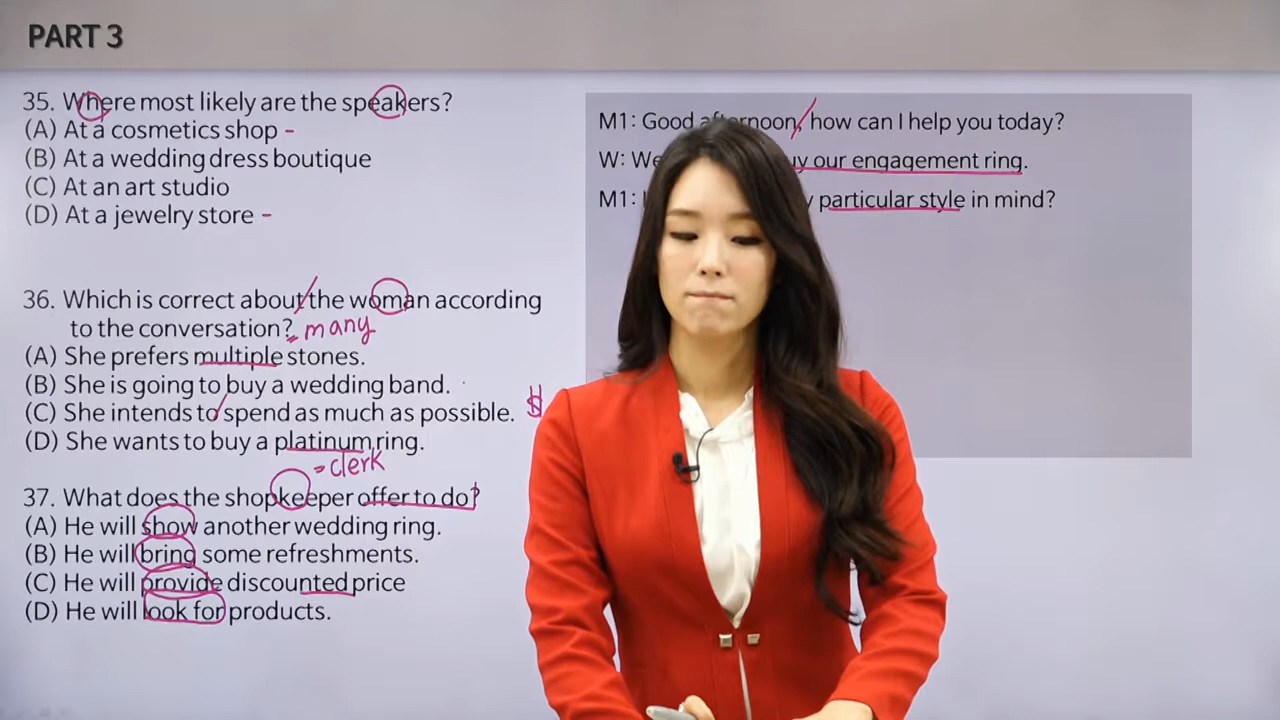 PART 3
35. Where most likely are the speakers?
(A) At a cosmetics shop -
(B) At a wedding dress boutique
(C) At an art studio
(D) At a jewelry store -
36. Which is correct about the woman according
to the conversation? many
(A) She prefers multiple stones.
(B) She is going to buy a wedding band.
(C) She intends to spend as much as possible. $
(D) She wants to buy a platinum ring.
= clerk
37. What does the shopkeeper offer to do?
(A) He will show another wedding ring.
(B) He will bring some refreshments.
(C) He will provide discounted price
(D) He will look for products.
M1: Good afternoon, how can I help you today?
W: our engagement ring.
M1: particular style in mind?